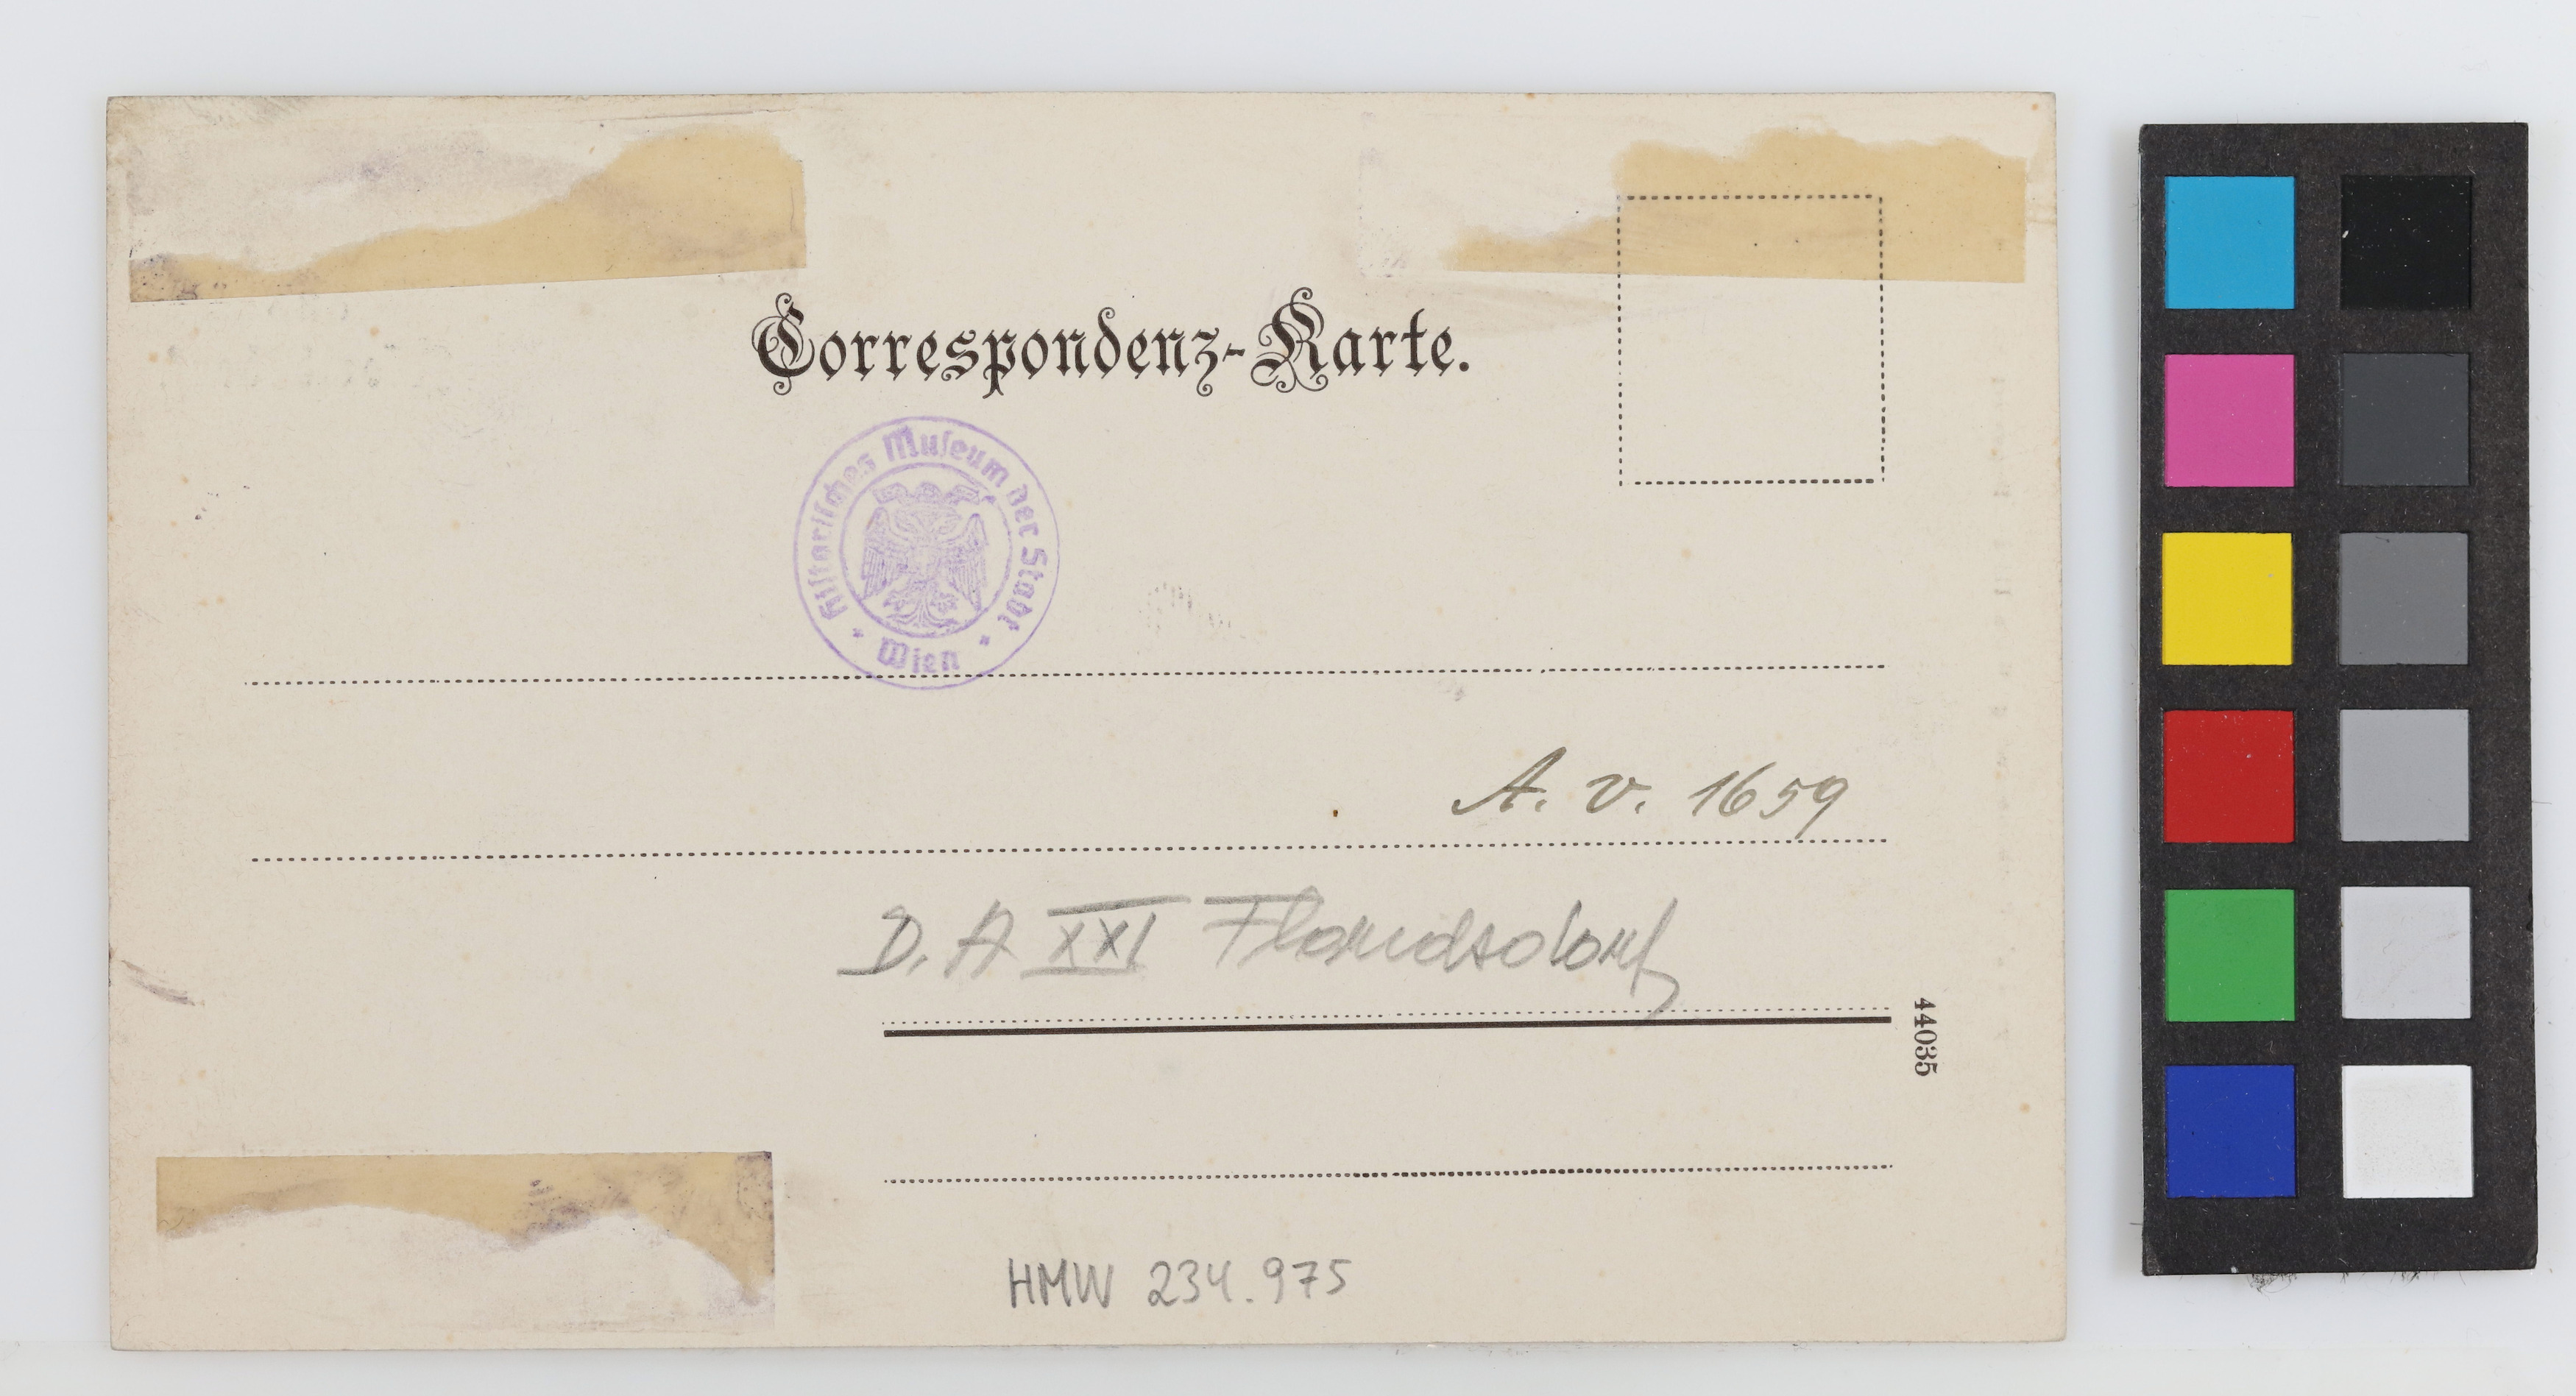 Correspondenz-Karte.
Historisches Museum der Stadt
* Wien *
A. v. 1659
D. A XXI Floridsdorf
44035
HMW 234.975